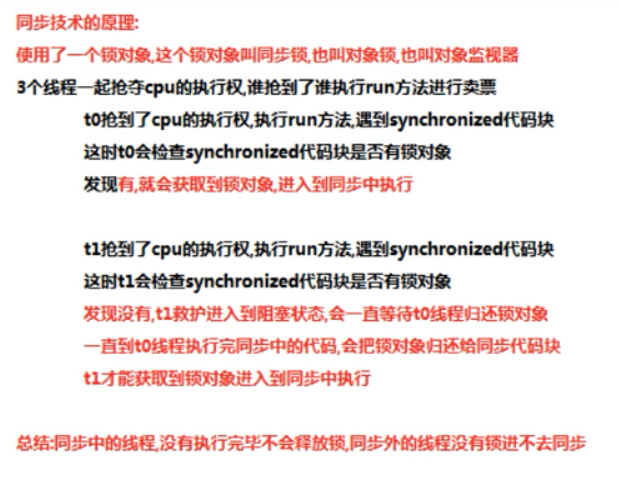 同步技术的原理:
使用了一个锁对象,这个锁对象叫同步锁,也叫对象锁,也叫对象监视器
3个线程一起抢夺cpu的执行权,谁抢到了谁执行run方法进行卖票
t0抢到了cpu的执行权,执行run方法,遇到synchronized代码块
这时t0会检查synchronized代码块是否有锁对象
发现有,就会获取到锁对象,进入到同步中执行
t1抢到了cpu的执行权,执行run方法,遇到synchronized代码块
这时t1会检查synchronized代码块是否有锁对象
发现没有,t1救护进入到阻塞状态,会一直等待t0线程归还锁对象
一直到t0线程执行完同步中的代码,会把锁对象归还给同步代码块
t1才能获取到锁对象进入到同步中执行
总结:同步中的线程,没有执行完毕不会释放锁,同步外的线程没有锁进不去同步